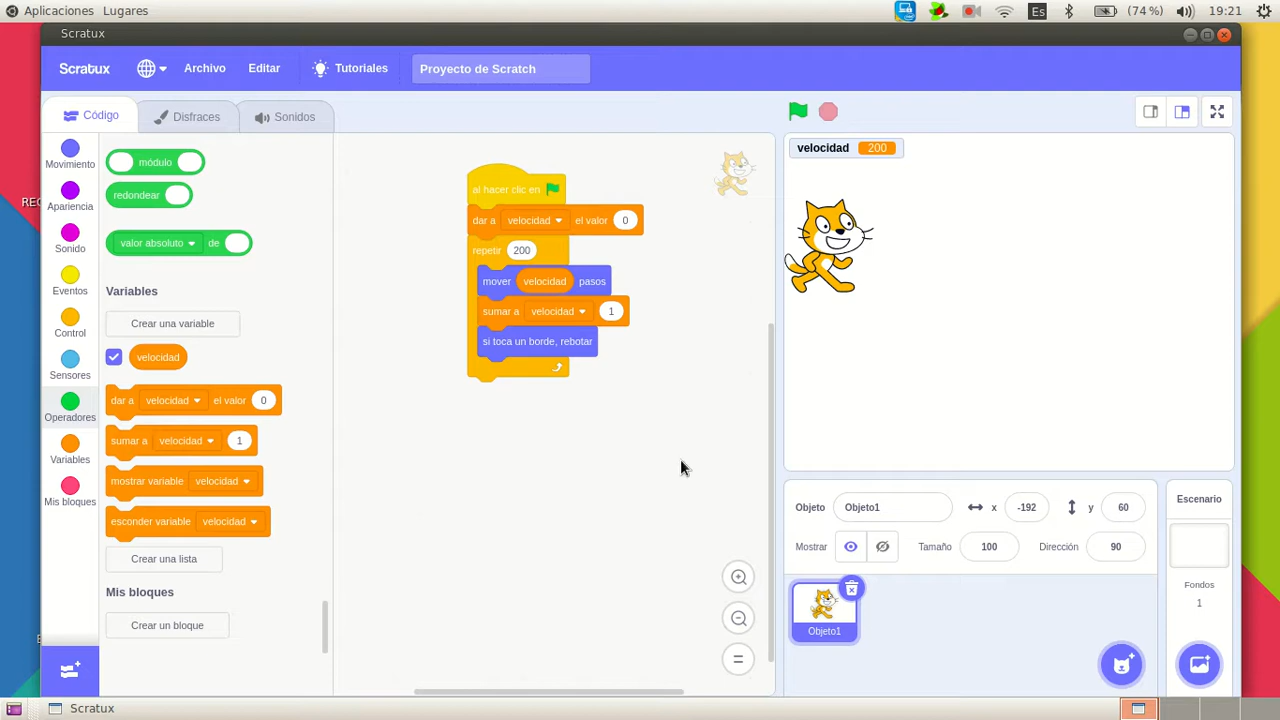 Aplicaciones Lugares
Es
(74 %)
19:21
Scratux
Scratux
Archivo
Editar
Tutoriales
Proyecto de Scratch
Código
Disfraces
Sonidos
Movimiento
Apariencia
Sonido
Eventos
Control
Sensores
Operadores
Variables
Mis bloques
módulo
redondear
valor absoluto de
Variables
Crear una variable
velocidad
dar a velocidad el valor 0
sumar a velocidad 1
mostrar variable velocidad
esconder variable velocidad
Crear una lista
Mis bloques
Crear un bloque
al hacer clic en
dar a velocidad el valor 0
repetir 200
mover velocidad pasos
sumar a velocidad 1
si toca un borde, rebotar
velocidad 200
Objeto Objeto1 x -192 y 60
Mostrar Tamaño 100 Dirección 90
Objeto1
Escenario
Fondos
1
Scratux